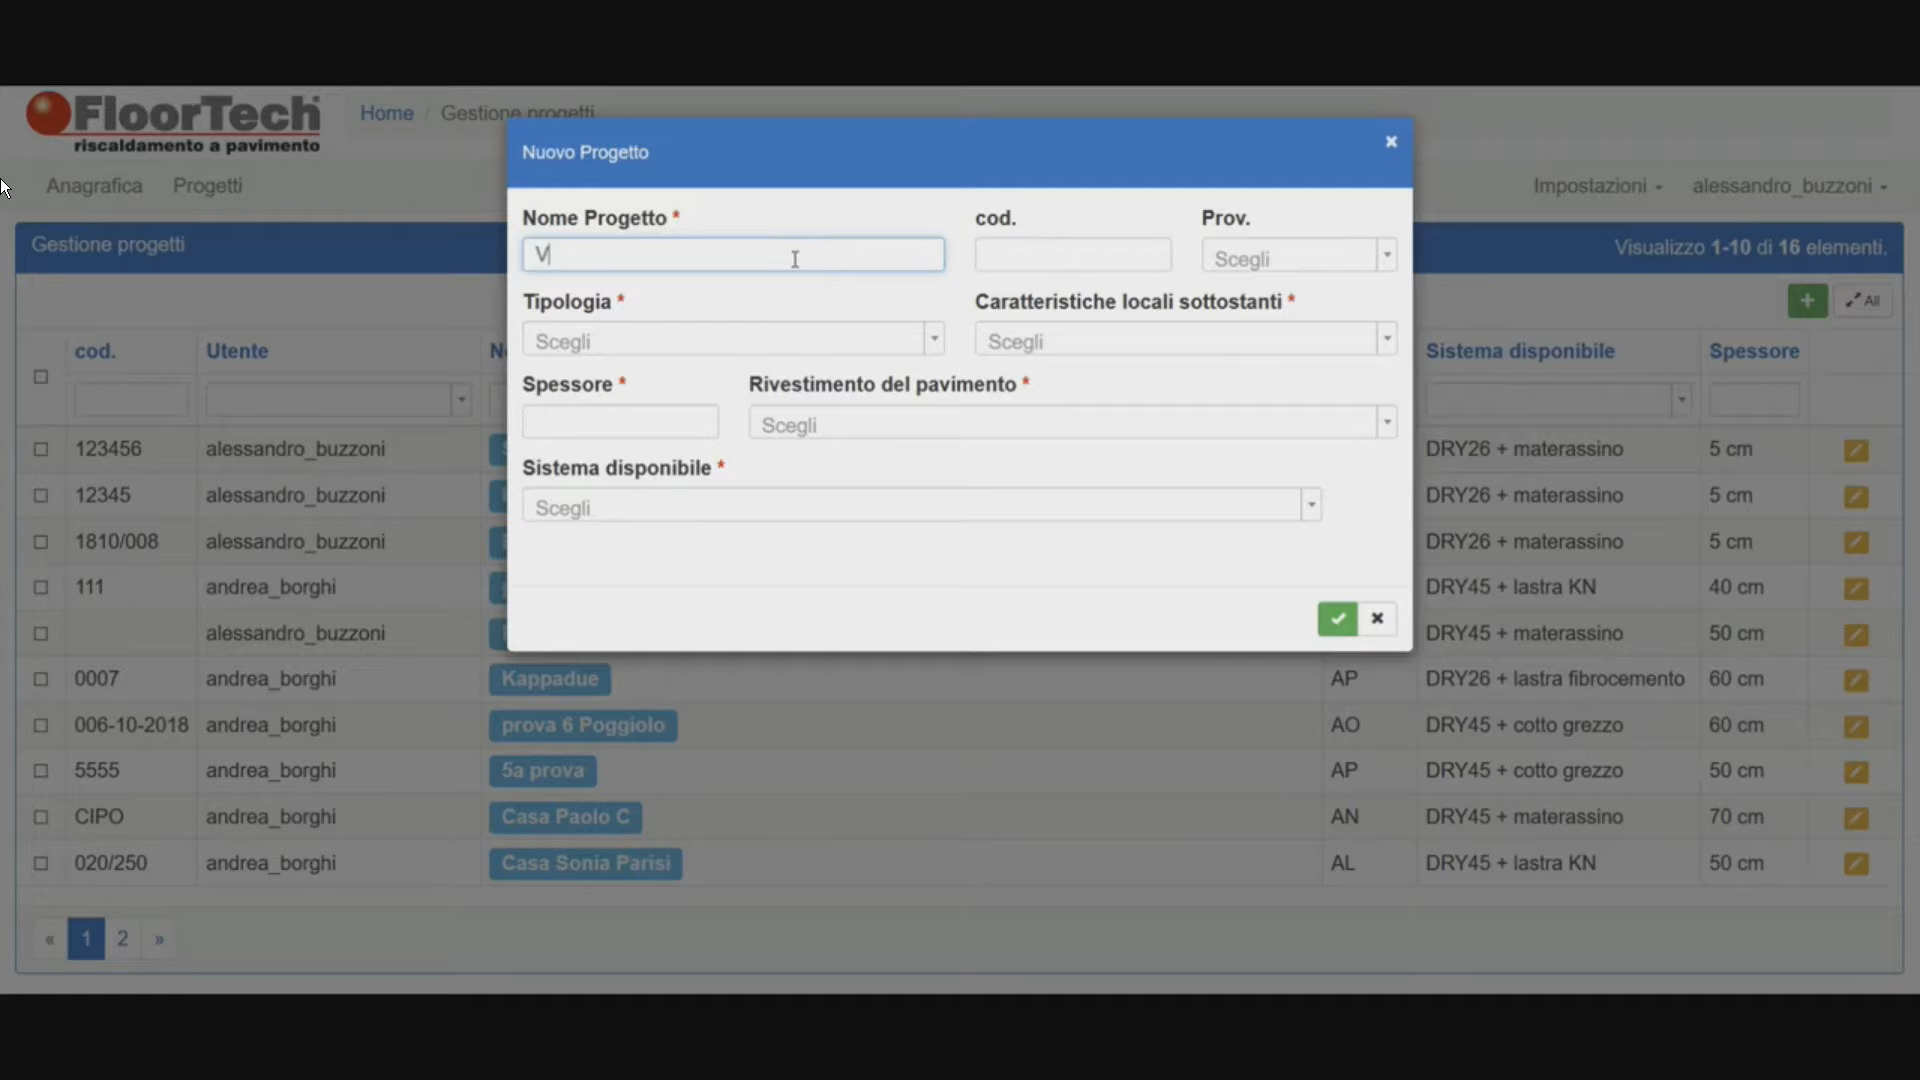 FloorTech
riscaldamento a pavimento
Home / Gestione progetti
Anagrafica Progetti
Impostazioni alessandro_buzzoni
Gestione progetti
Visualizzo 1-10 di 16 elementi.
Nuovo Progetto
Nome Progetto * cod. Prov.
V Scegli
Tipologia * Caratteristiche locali sottostanti *
Scegli Scegli
Spessore * Rivestimento del pavimento *
Scegli
Sistema disponibile *
Scegli
All
cod. Utente Sistema disponibile Spessore
123456 alessandro_buzzoni DRY26 + materassino 5 cm
12345 alessandro_buzzoni DRY26 + materassino 5 cm
1810/008 alessandro_buzzoni DRY26 + materassino 5 cm
111 andrea_borghi DRY45 + lastra KN 40 cm
alessandro_buzzoni DRY45 + materassino 50 cm
0007 andrea_borghi Kappadue AP DRY26 + lastra fibrocemento 60 cm
006-10-2018 andrea_borghi prova 6 Poggiolo AO DRY45 + cotto grezzo 60 cm
5555 andrea_borghi 5a prova AP DRY45 + cotto grezzo 50 cm
CIPO andrea_borghi Casa Paolo C AN DRY45 + materassino 70 cm
020/250 andrea_borghi Casa Sonia Parisi AL DRY45 + lastra KN 50 cm
« 1 2 »